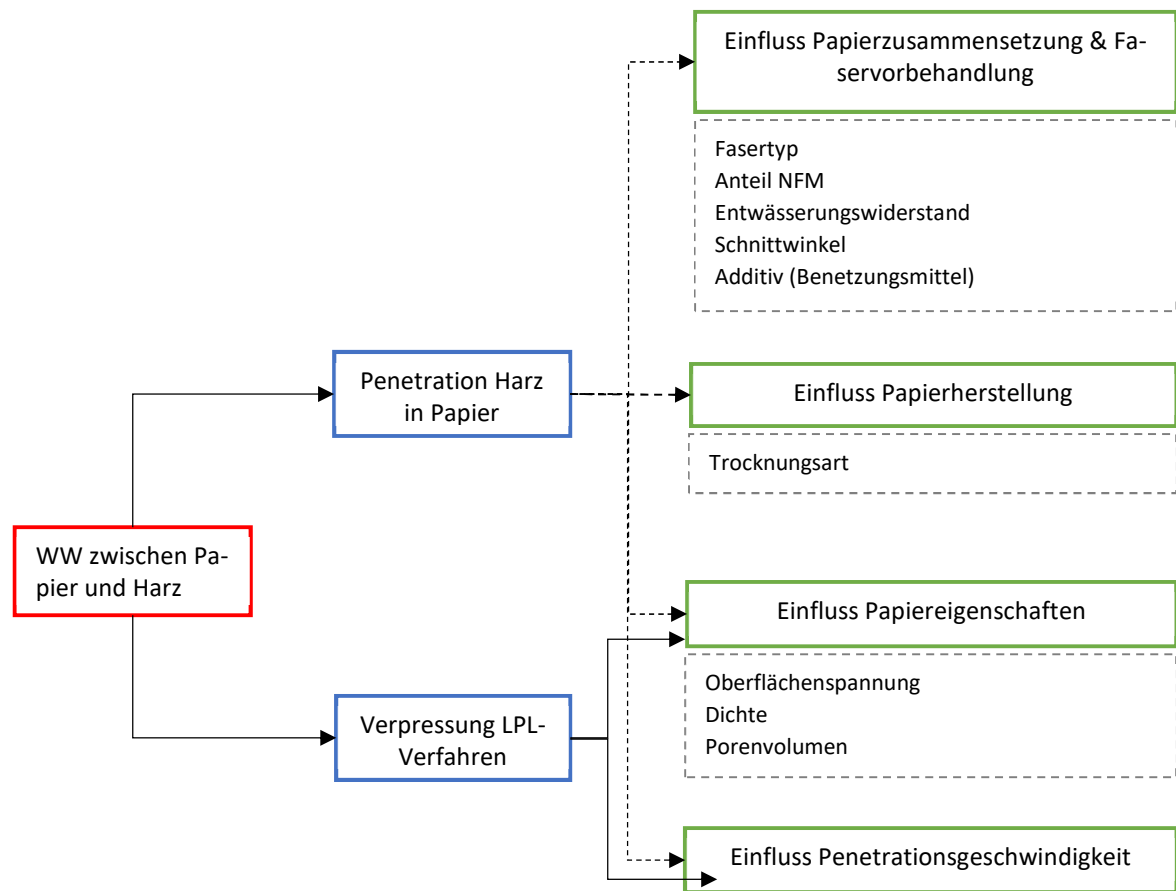 Einfluss Papierzusammensetzung & Fa-
servorbehandlung
Fasertyp
Anteil NFM
Entwässerungswiderstand
Schnittwinkel
Additiv (Benetzungsmittel)
Penetration Harz
in Papier
Einfluss Papierherstellung
Trocknungsart
WW zwischen Pa-
pier und Harz
Einfluss Papiereigenschaften
Oberflächenspannung
Dichte
Porenvolumen
Verpressung LPL-
Verfahren
Einfluss Penetrationsgeschwindigkeit